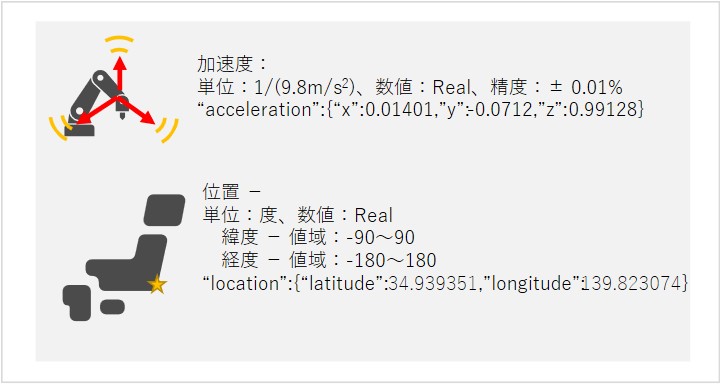 加速度：
単位：1/(9.8m/s²)、数値：Real、精度：± 0.01%
“acceleration”:{“x”:0.01401,”y”:-0.0712,”z”:0.99128}
位置 −
単位：度、数値：Real
緯度 − 値域：-90～90
経度 − 値域：-180～180
“location”:{“latitude”:34.939351,”longitude”:139.823074}